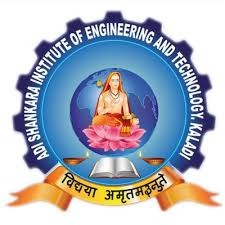 ADI SHANKARA INSTITUTE OF ENGINEERING AND TECHNOLOGY, KALADI
विद्यया अमृतमश्नुते